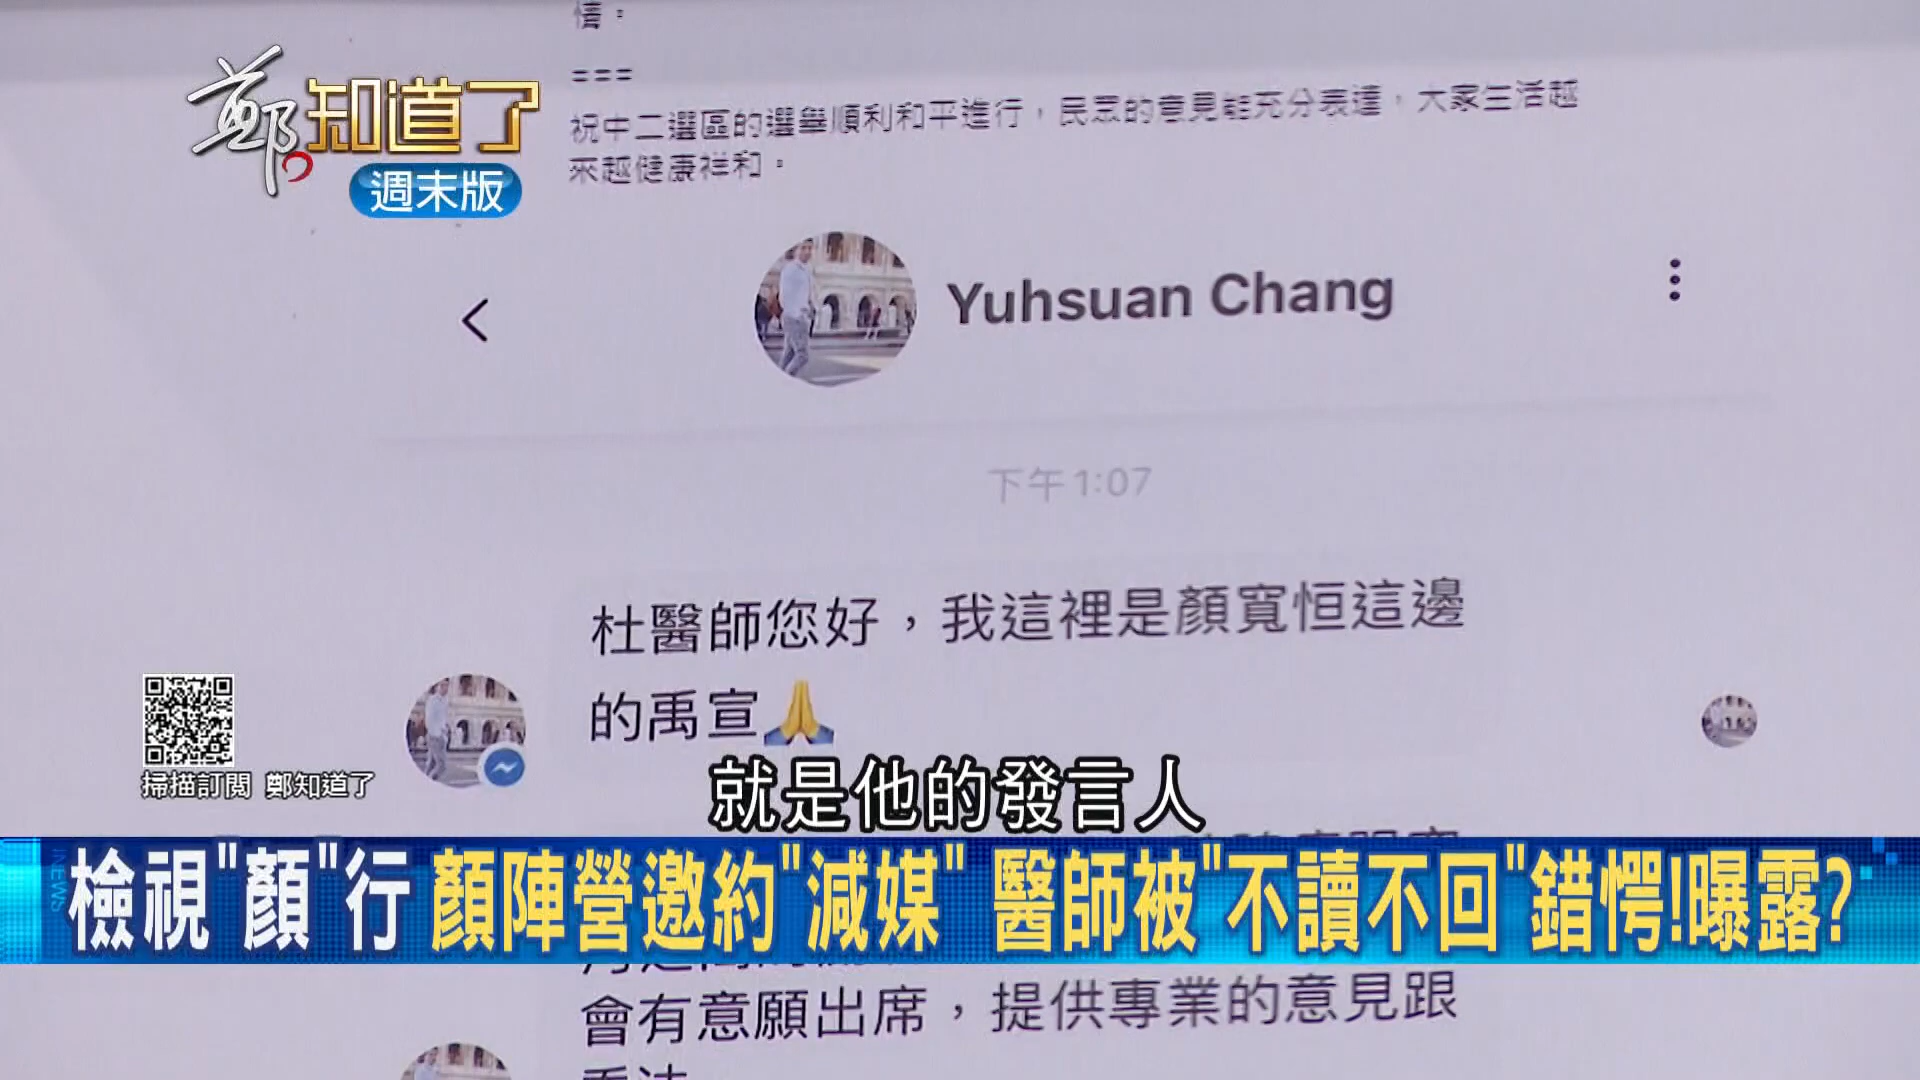 情。
===
祝中二選區的選舉順利和平進行，民眾的意見能充分表達，大家生活越
來越健康祥和。
鄭知道了
週末版
Yuhsuan Chang
下午1:07
杜醫師您好，我這裡是顏寬恒這邊
的禹宣🙏
掃描訂閱 鄭知道了
就是他的發言人
iNEWS
檢視"顏"行 顏陣營邀約"減媒" 醫師被"不讀不回"錯愕!曝露?
會有意願出席，提供專業的意見跟
看法